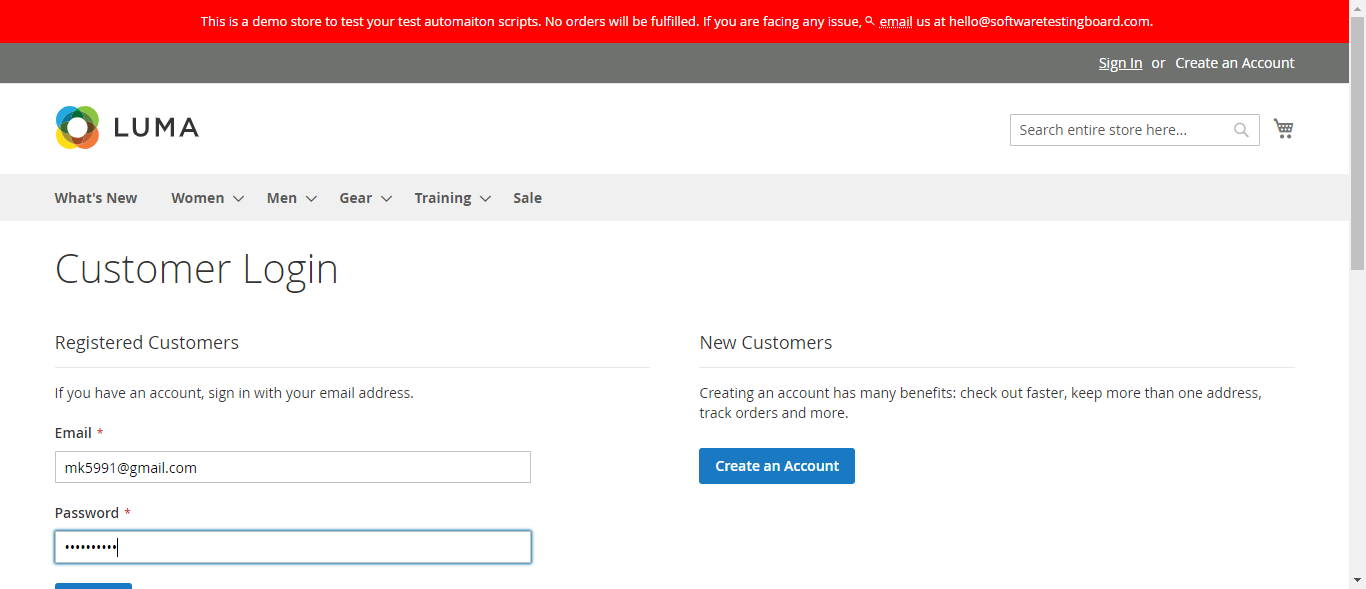 This is a demo store to test your test automaiton scripts. No orders will be fulfilled. If you are facing any issue, email us at hello@softwaretestingboard.com.
Sign In or Create an Account
LUMA
Search entire store here...
What's New Women Men Gear Training Sale
Customer Login
Registered Customers
If you have an account, sign in with your email address.
Email *
mk5991@gmail.com
Password *
••••••••••
New Customers
Creating an account has many benefits: check out faster, keep more than one address,
track orders and more.
Create an Account